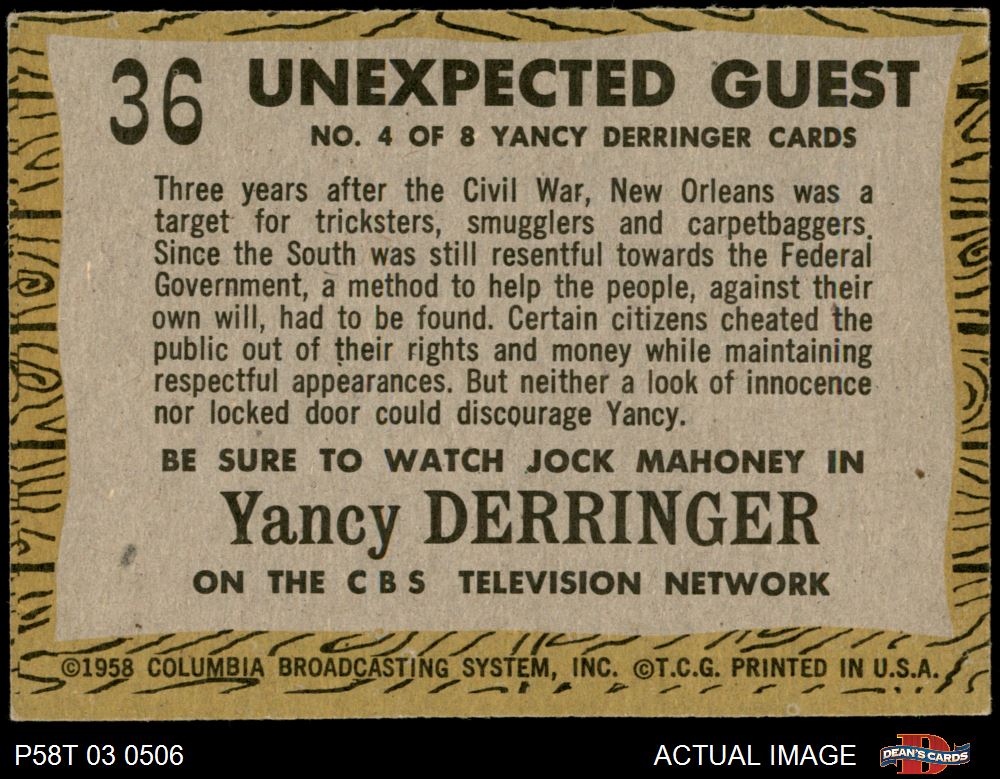 36 UNEXPECTED GUEST
NO. 4 OF 8 YANCY DERRINGER CARDS
Three years after the Civil War, New Orleans was a
target for tricksters, smugglers and carpetbaggers.
Since the South was still resentful towards the Federal
Government, a method to help the people, against their
own will, had to be found. Certain citizens cheated the
public out of their rights and money while maintaining
respectful appearances. But neither a look of innocence
nor locked door could discourage Yancy.
BE SURE TO WATCH JOCK MAHONEY IN
Yancy DERRINGER
ON THE CBS TELEVISION NETWORK
©1958 COLUMBIA BROADCASTING SYSTEM, INC. ©T.C.G. PRINTED IN U.S.A.
P58T 03 0506
ACTUAL IMAGE
D
DEAN'S CARDS